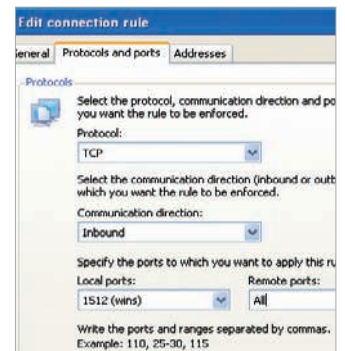 Edit connection rule
General Protocols and ports Addresses
Protocols
Select the protocol, communication direction and po
you want the rule to be enforced.
Protocol:
TCP
Select the communication direction (inbound or outb
which you want the rule to be enforced.
Communication direction:
Inbound
Specify the ports to which you want to apply this ru
Local ports: Remote ports:
1512 (wins) All
Write the ports and ranges separated by commas.
Example: 110, 25-30, 115